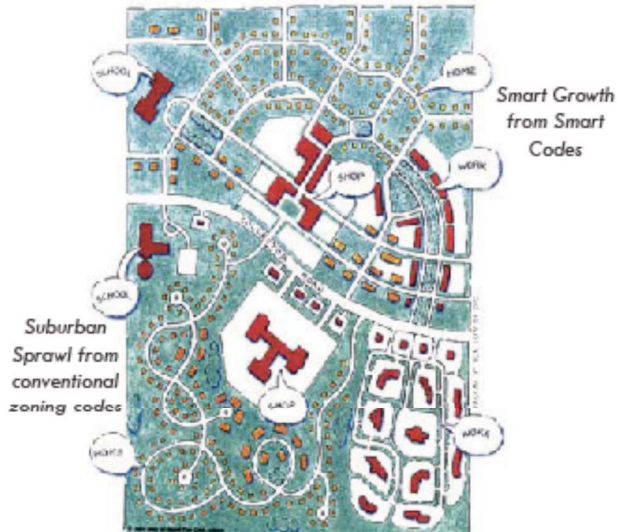 SCHOOL
HOME
Smart Growth
from Smart
Codes
WORK
SHOP
SCHOOL
Suburban
Sprawl from
conventional
zoning codes
SHOP
HOME
WORK